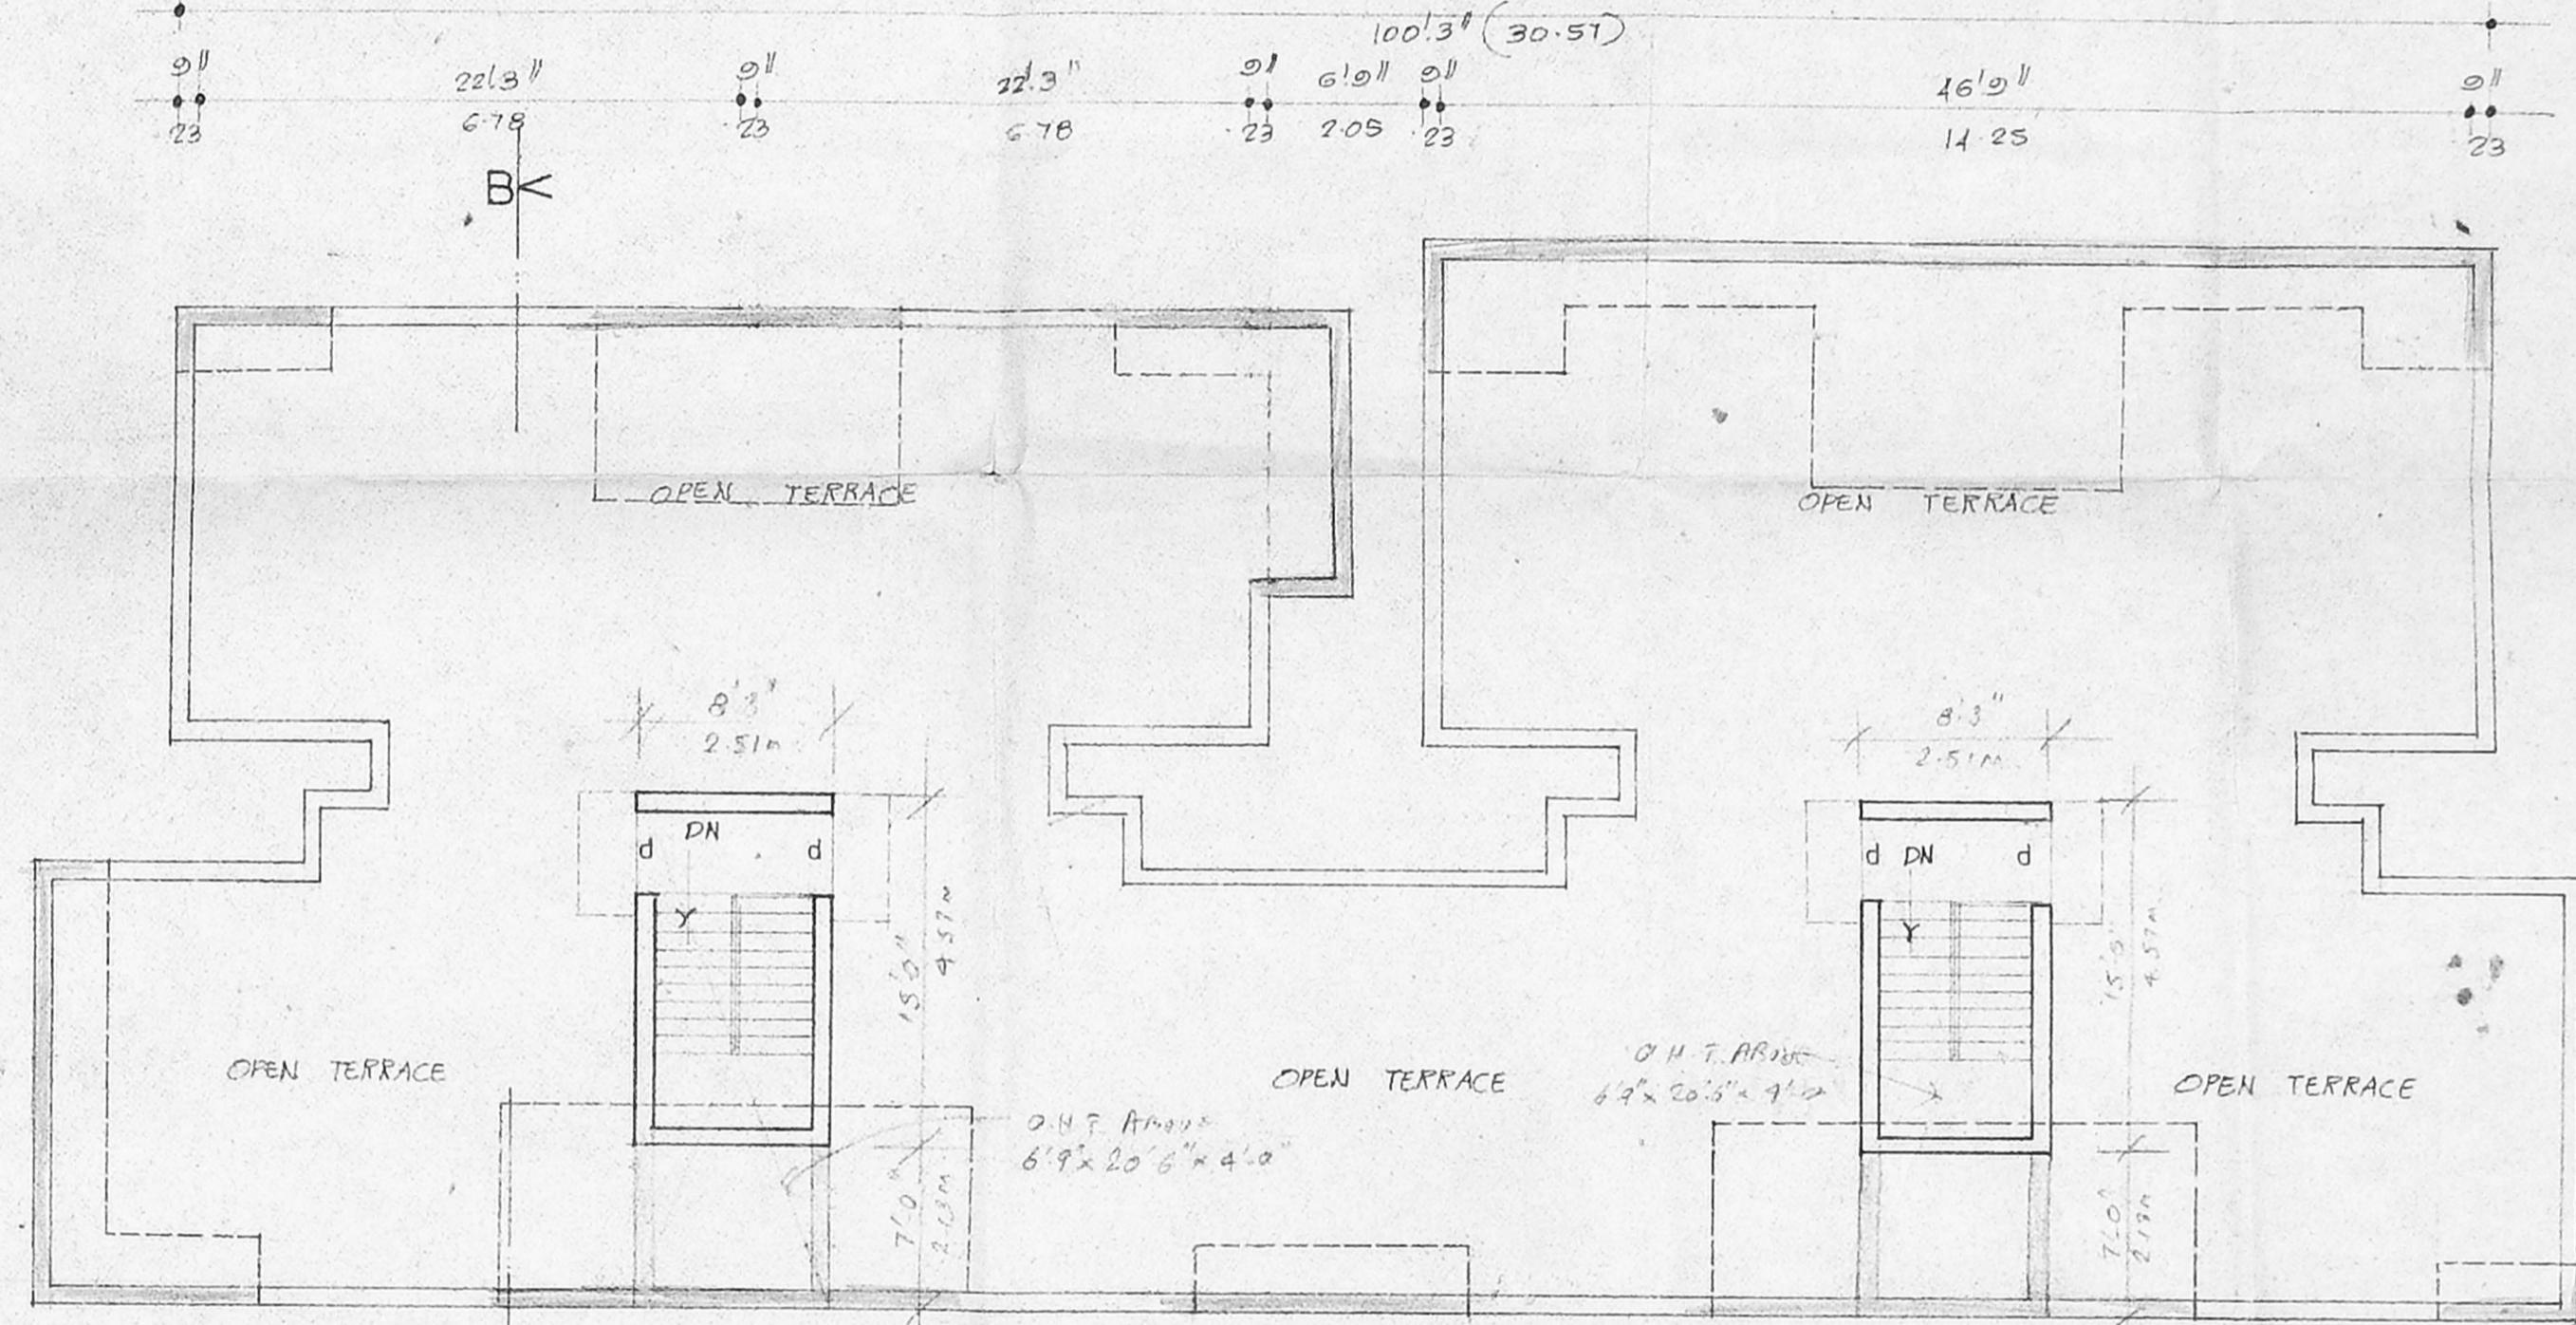 100'.3" (30.57)
9" 22'.3" 9" 22'.3" 9" 6'9" 9" 46'9" 9"
.23 6.78 .23 6.78 .23 2.05 .23 14.25 .23
B
OPEN TERRACE
OPEN TERRACE
8'3"
2.51m
8'.3"
2.51m
DN
d d
d DN d
15'0"
4.57m
4.57m
OPEN TERRACE
OPEN TERRACE
OPEN TERRACE
O.H.T. ABOVE
6'9"x 20'6"x 4'.0"
O.H.T. ABOVE
6'9"x 20'6"x 4'-0"
7'.0"
2.13m
7'.0"
2.13m